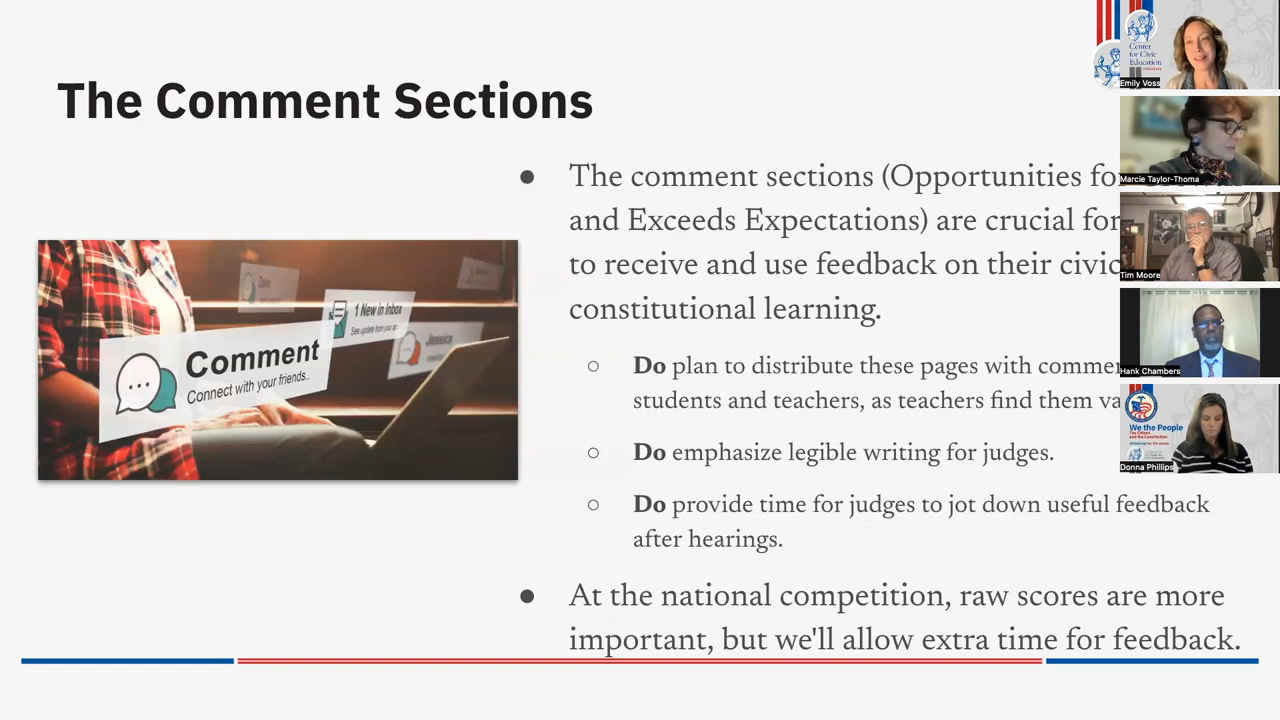 The Comment Sections
● The comment sections (Opportunities for
and Exceeds Expectations) are crucial for
to receive and use feedback on their civic
constitutional learning.
○ Do plan to distribute these pages with
students and teachers, as teachers find them
○ Do emphasize legible writing for judges.
○ Do provide time for judges to jot down useful feedback
after hearings.
● At the national competition, raw scores are more
important, but we'll allow extra time for feedback.
1 New in Inbox
Jessica
Comment
Connect with your friends..
Center
for Civic
Education
Emily Voss
Marcie Taylor-Thoma
Tim Moore
Hank Chambers
We the People
Donna Phillips